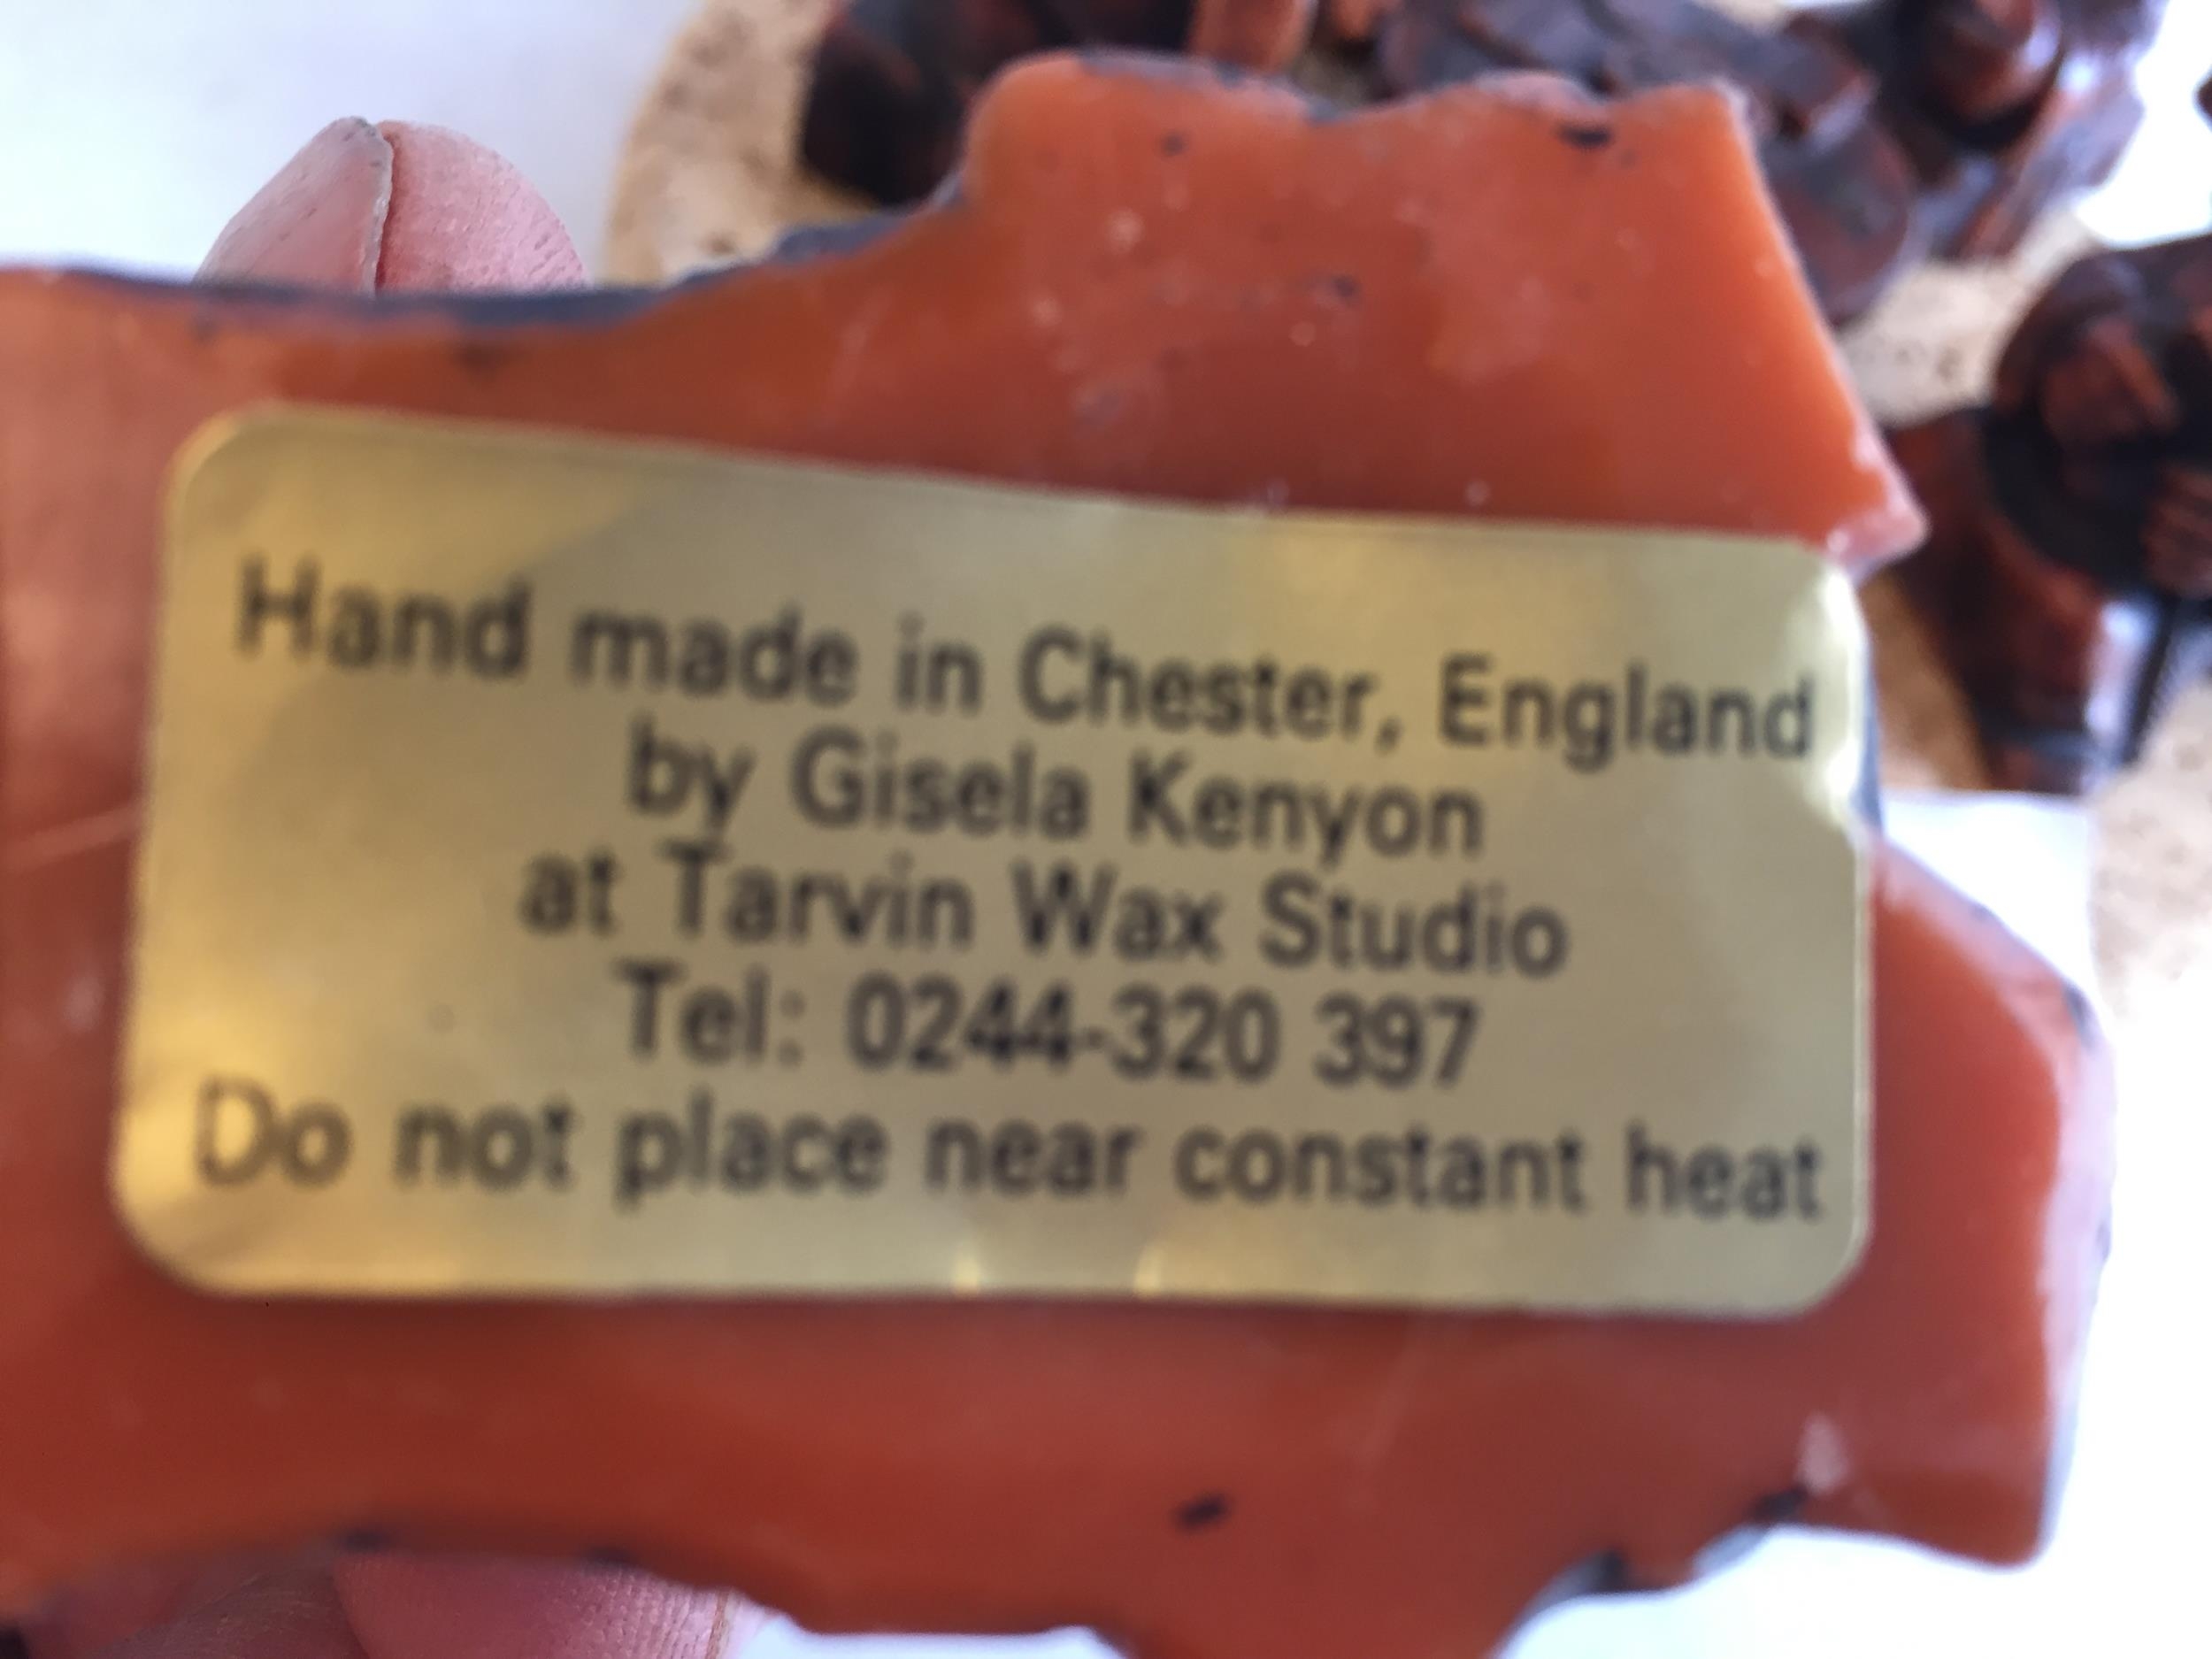 Hand made in Chester, England
by Gisela Kenyon
at Tarvin Wax Studio
Tel: 0244-320 397
Do not place near constant heat